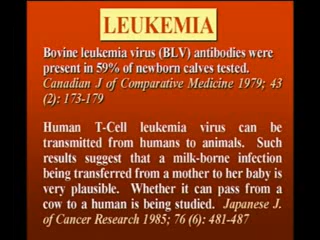 LEUKEMIA
Bovine leukemia virus (BLV) antibodies were
present in 59% of newborn calves tested.
Canadian J of Comparative Medicine 1979; 43
(2): 173-179
Human T-Cell leukemia virus can be
transmitted from humans to animals. Such
results suggest that a milk-borne infection
being transferred from a mother to her baby is
very plausible. Whether it can pass from a
cow to a human is being studied. Japanese J.
of Cancer Research 1985; 76 (6): 481-487